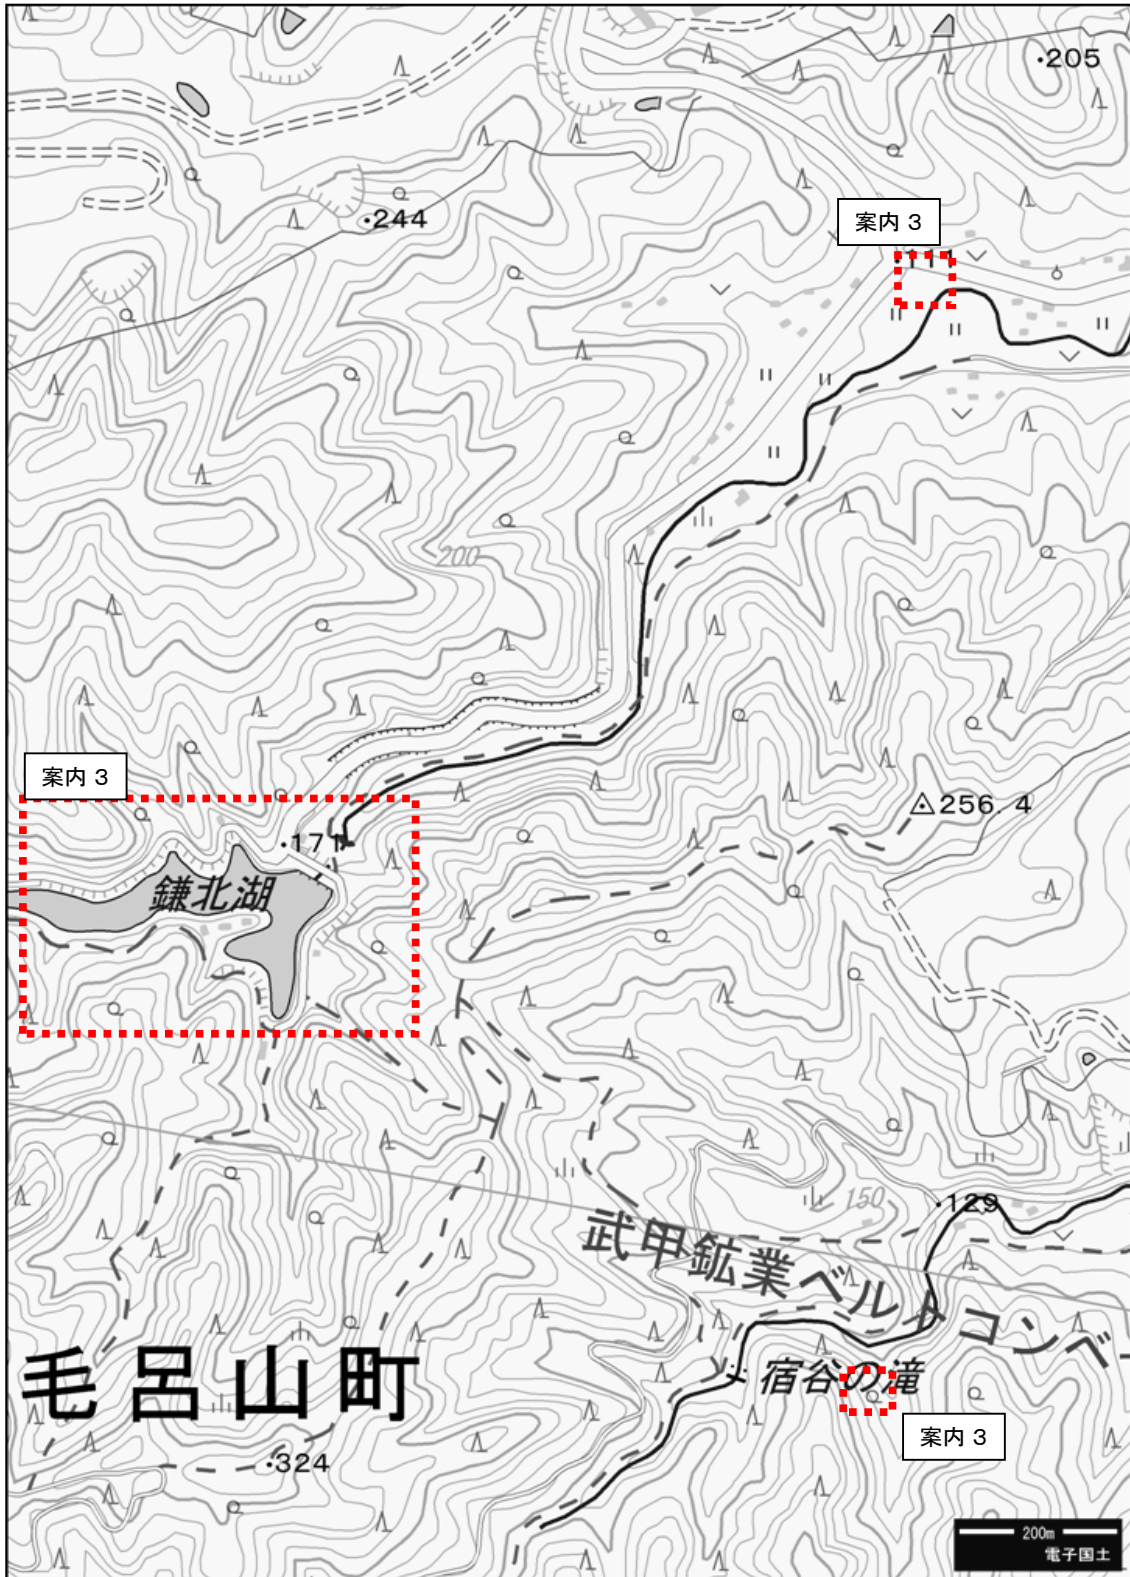 ・205
・244
案内 3
・111
200
案内 3
256.4
・171
鎌北湖
150
・129
武甲鉱業ベルトコンベー
毛呂山町
宿谷の滝
案内 3
・324
200m
電子国土